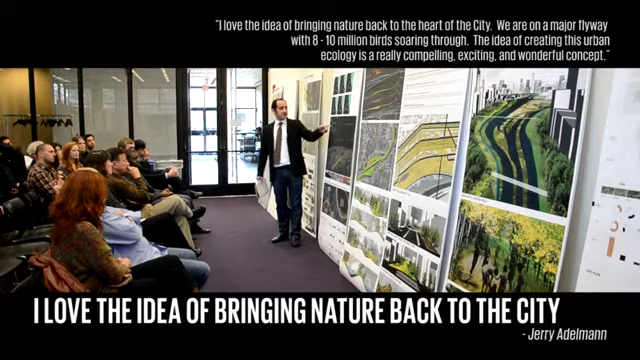 "I love the idea of bringing nature back to the heart of the City. We are on a major flyway
with 8 - 10 million birds soaring through. The idea of creating this urban
ecology is a really compelling, exciting, and wonderful concept."
I LOVE THE IDEA OF BRINGING NATURE BACK TO THE CITY
- Jerry Adelmann